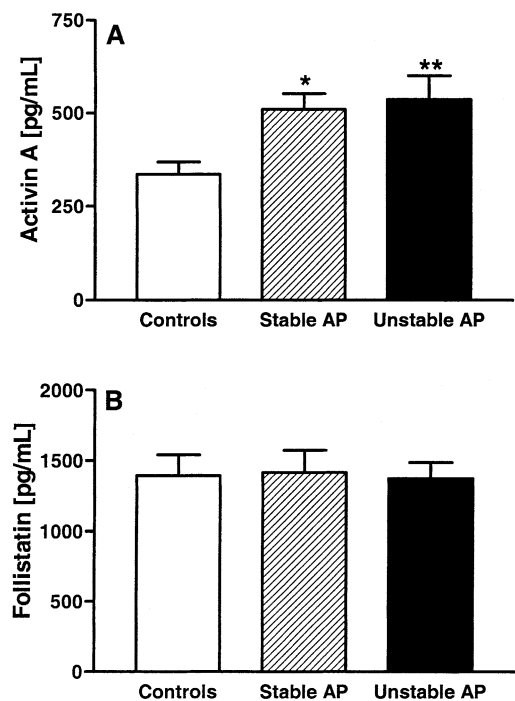 A
Activin A [pg/mL]
750
500
250
0
*
**
Controls Stable AP Unstable AP
B
Follistatin [pg/mL]
2000
1500
1000
500
0
Controls Stable AP Unstable AP